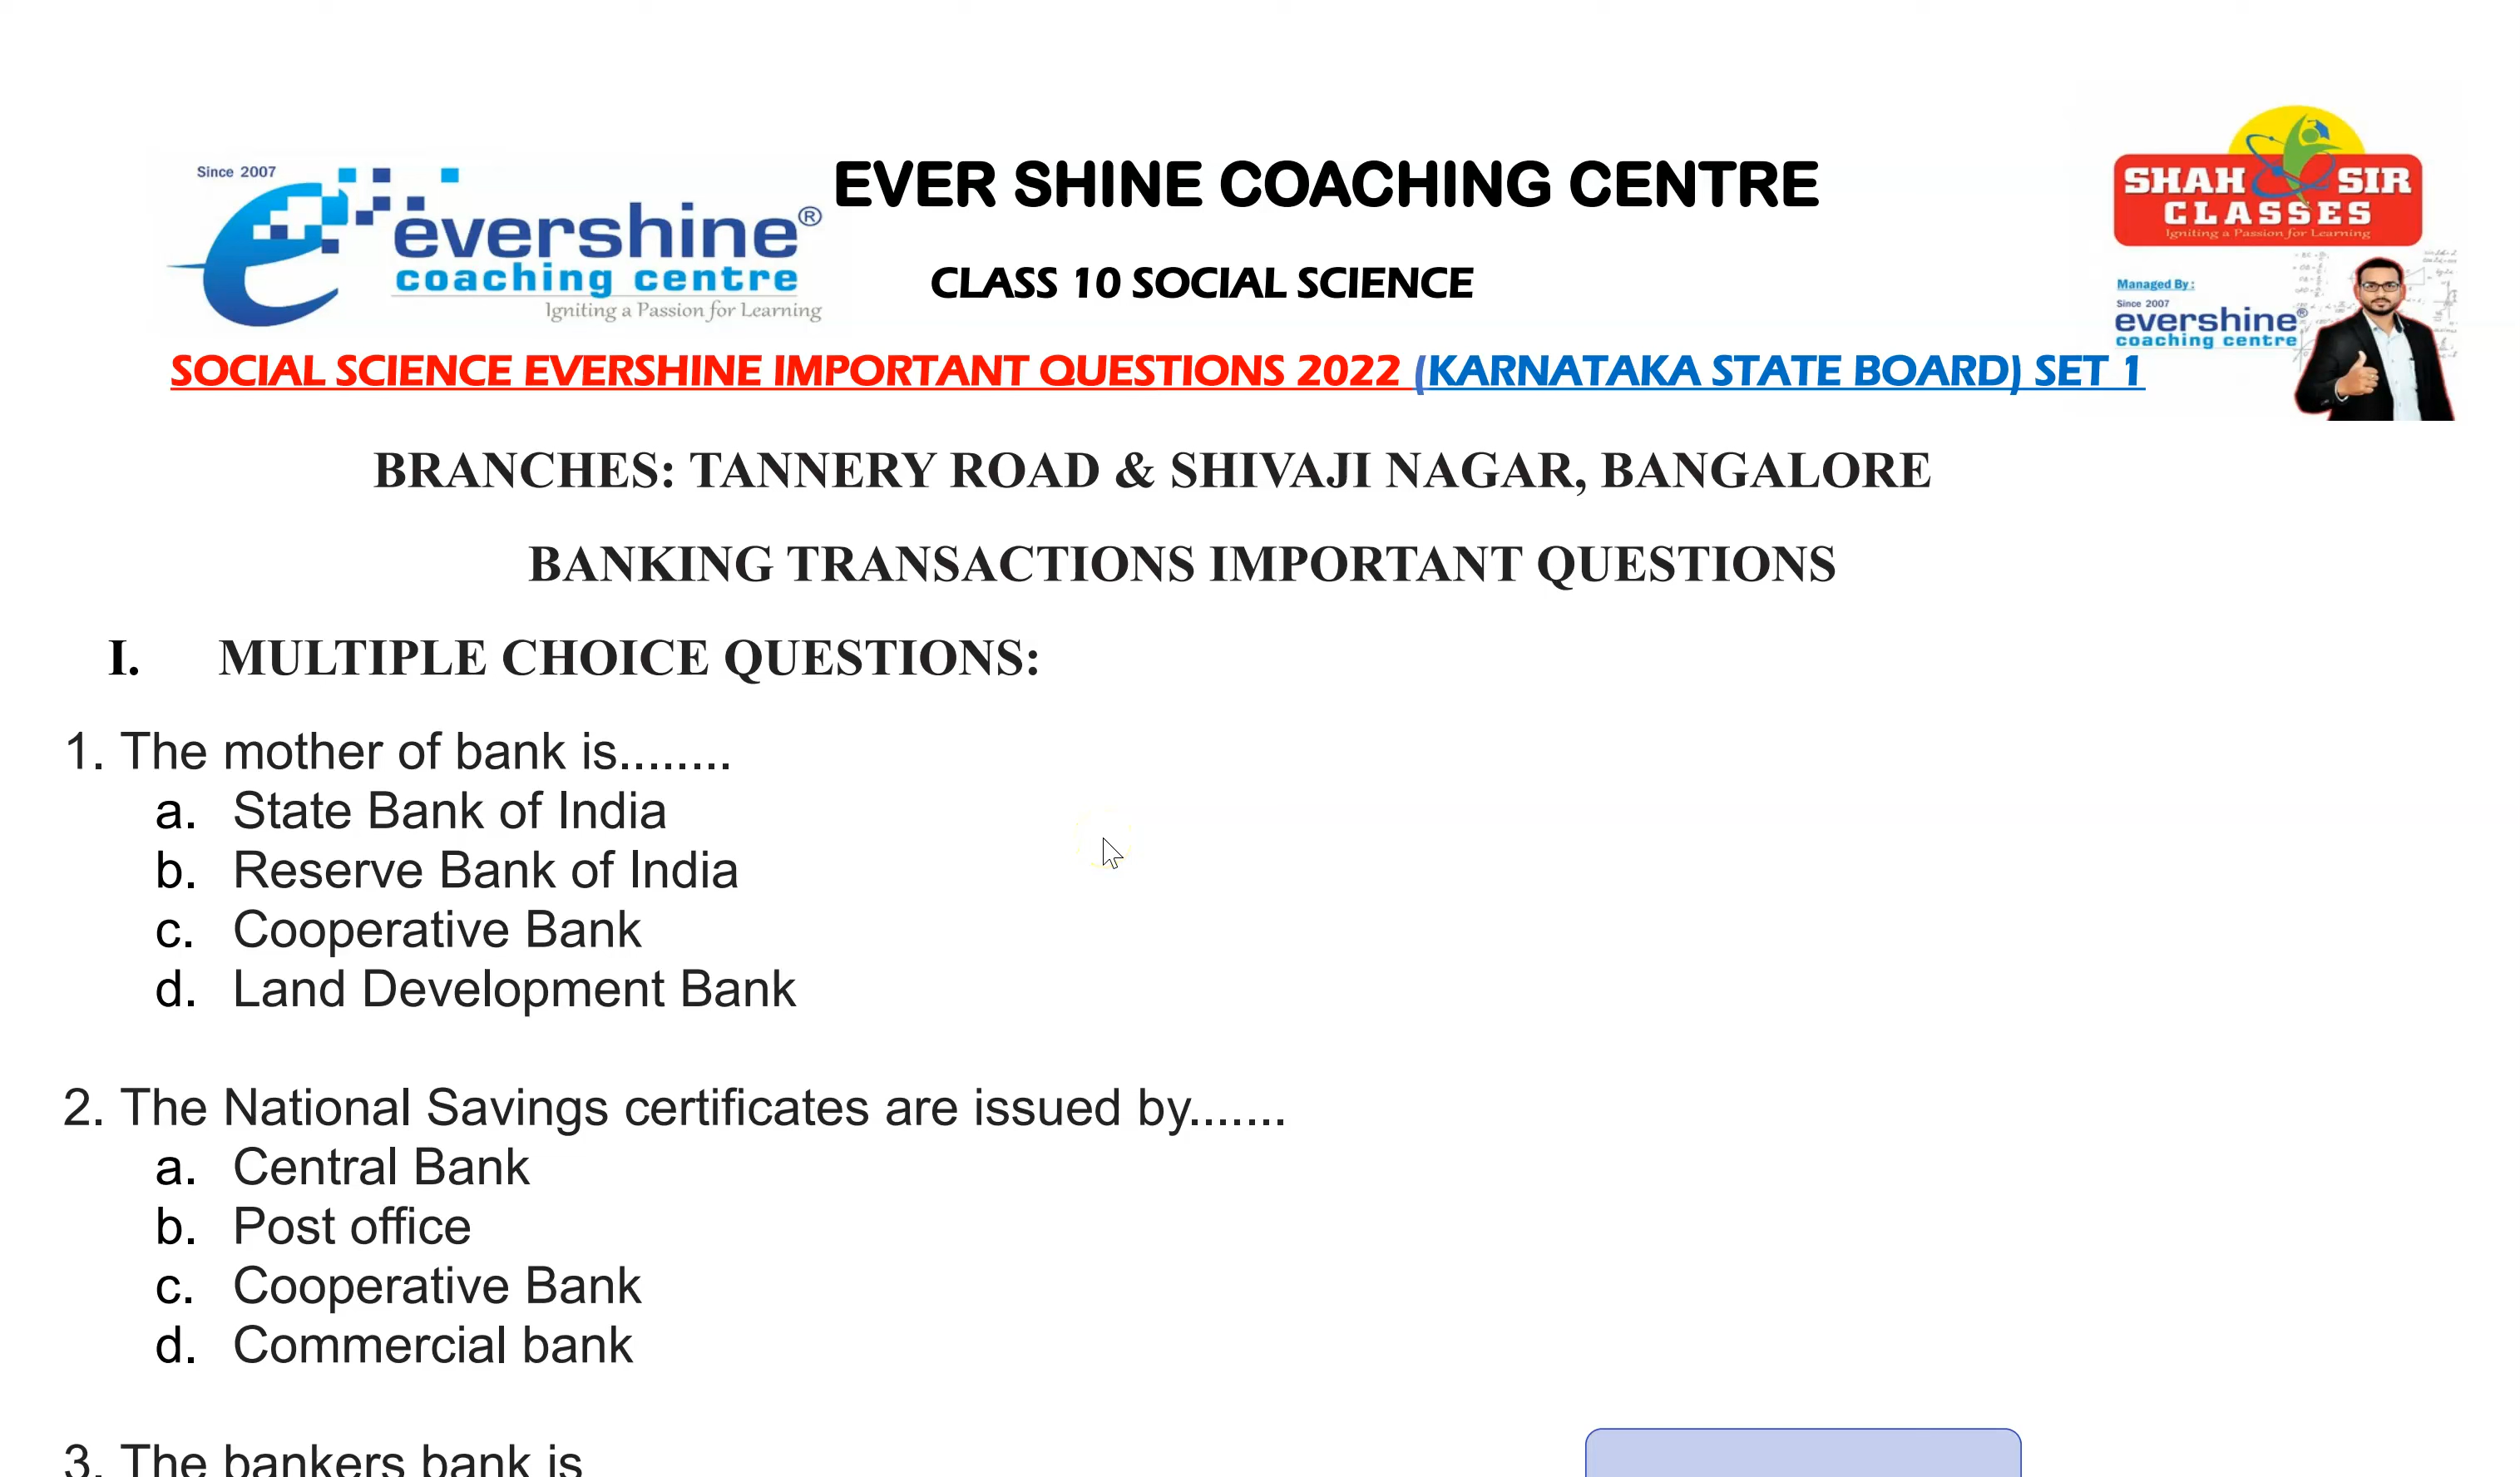 Since 2007
evershine®
coaching centre
Igniting a Passion for Learning
EVER SHINE COACHING CENTRE
CLASS 10 SOCIAL SCIENCE
SHAH SIR
CLASSES
Igniting a Passion for Learning
Managed By :
Since 2007
evershine®
coaching centre
SOCIAL SCIENCE EVERSHINE IMPORTANT QUESTIONS 2022 (KARNATAKA STATE BOARD) SET 1
BRANCHES: TANNERY ROAD & SHIVAJI NAGAR, BANGALORE
BANKING TRANSACTIONS IMPORTANT QUESTIONS
I. MULTIPLE CHOICE QUESTIONS:
1. The mother of bank is........
a. State Bank of India
b. Reserve Bank of India
c. Cooperative Bank
d. Land Development Bank
2. The National Savings certificates are issued by.......
a. Central Bank
b. Post office
c. Cooperative Bank
d. Commercial bank
3. The bankers bank is